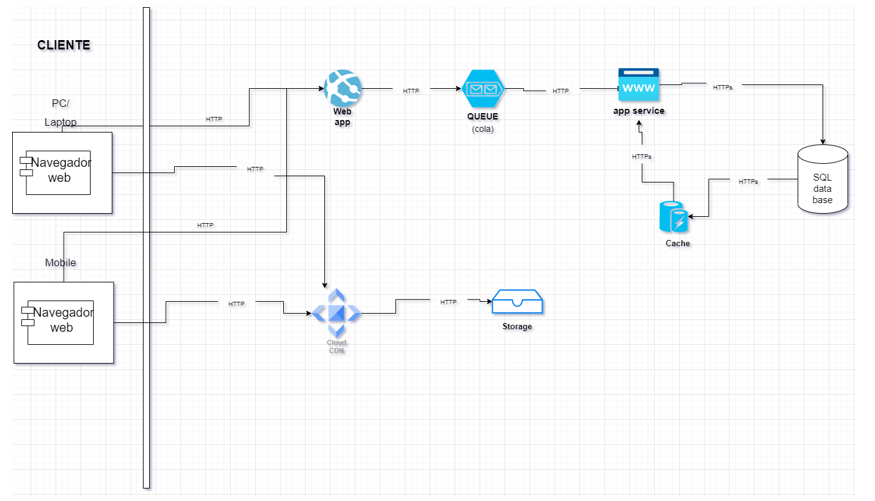 CLIENTE
PC/
Laptop
Navegador
web
HTTP
HTTP
Mobile
Navegador
web
HTTP
HTTP
Web
app
HTTP
QUEUE
(cola)
HTTP
WWW
app service
HTTPs
SQL
data
base
HTTPs
HTTPs
Cache
Cloud
CDN
HTTP
Storage